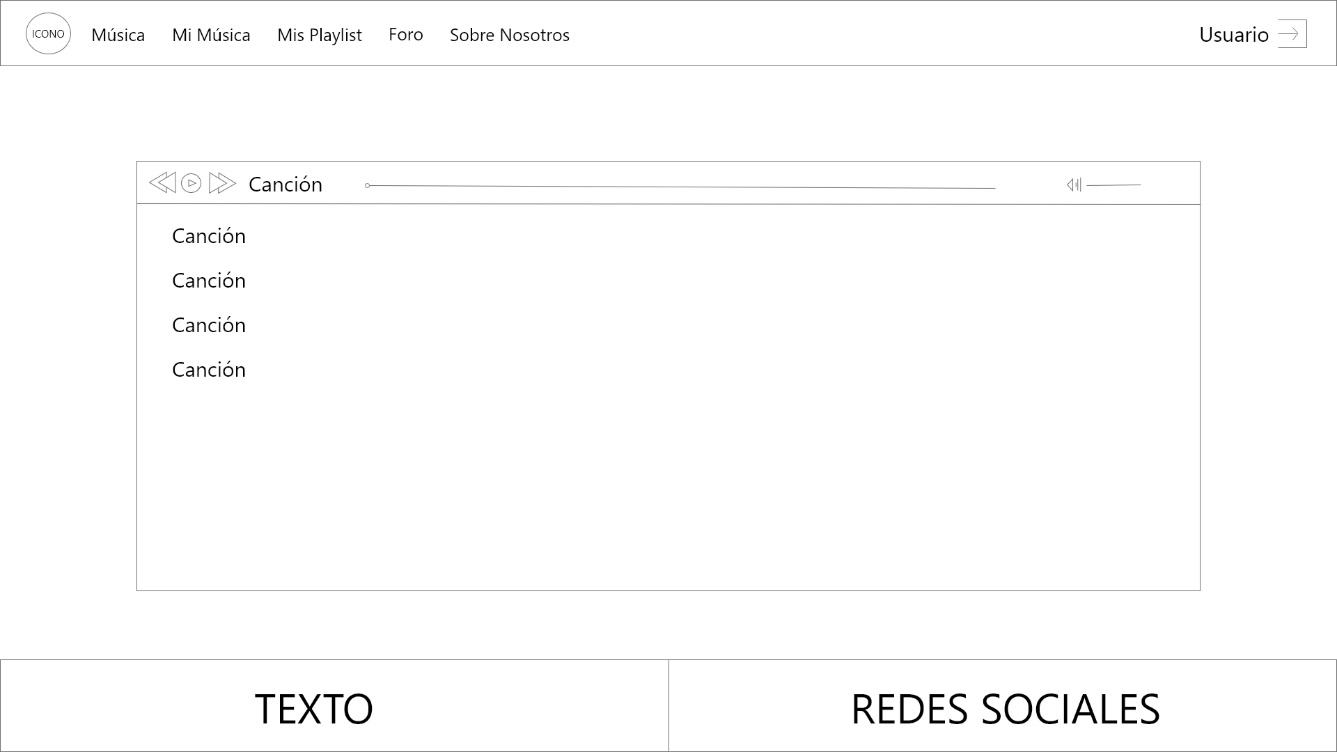 ICONO Música Mi Música Mis Playlist Foro Sobre Nosotros Usuario
Canción
Canción
Canción
Canción
Canción
TEXTO REDES SOCIALES